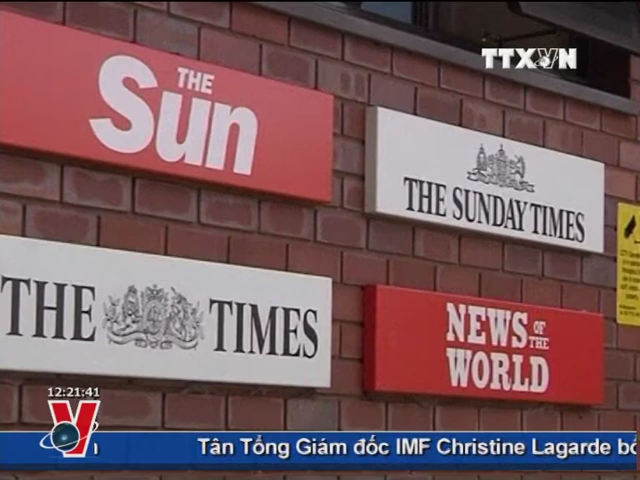 TTXVN
THE
Sun
THE SUNDAY TIMES
THE TIMES
NEWS OF THE
WORLD
12:21:41
Tân Tổng Giám đốc IMF Christine Lagarde bổ